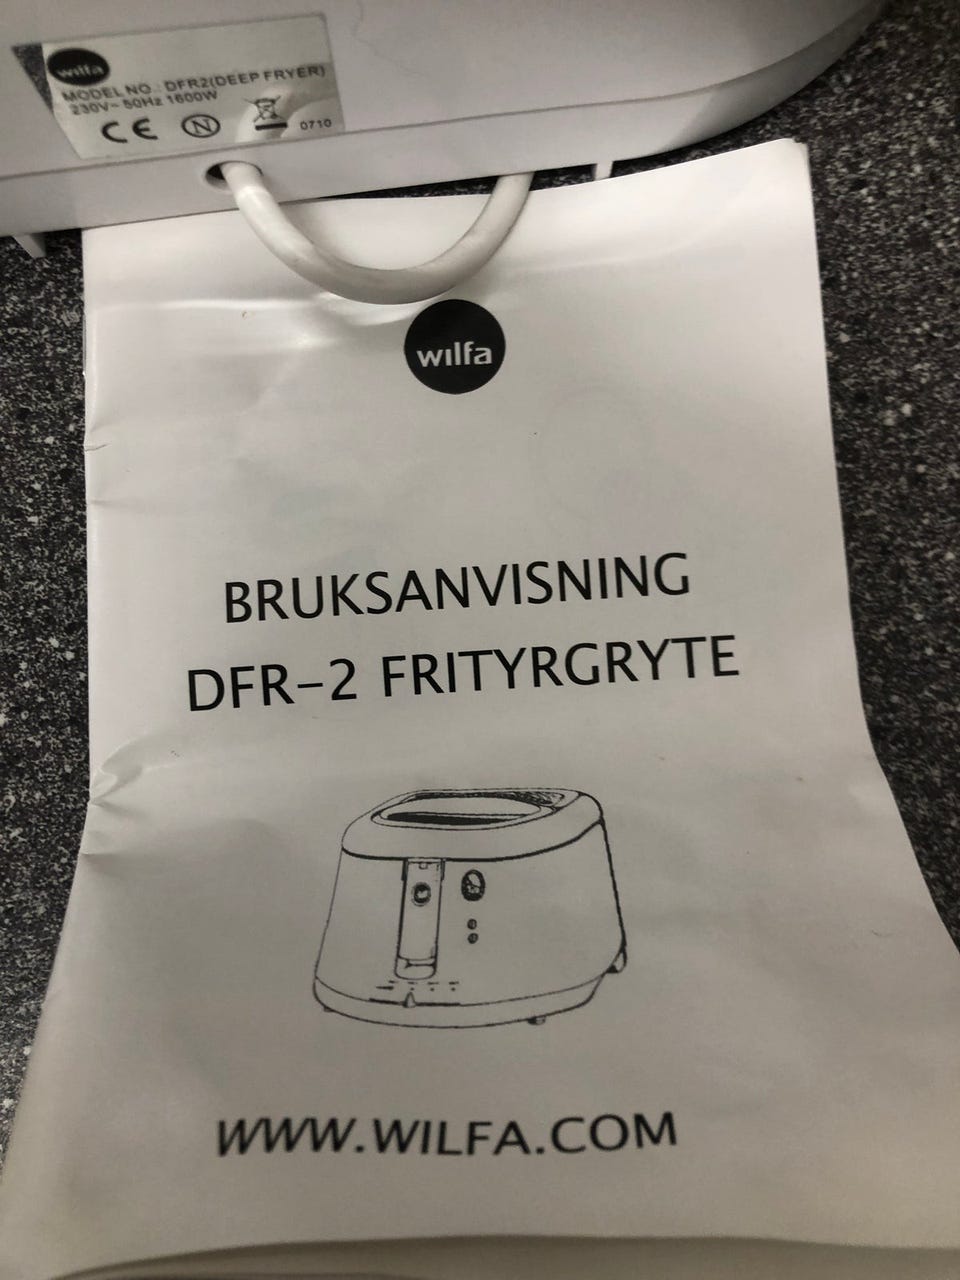 wilfa
MODEL NO.: DFR2(DEEP FRYER)
230V~ 50Hz 1600W
CE N 0710
wilfa
BRUKSANVISNING
DFR-2 FRITYRGRYTE
WWW.WILFA.COM